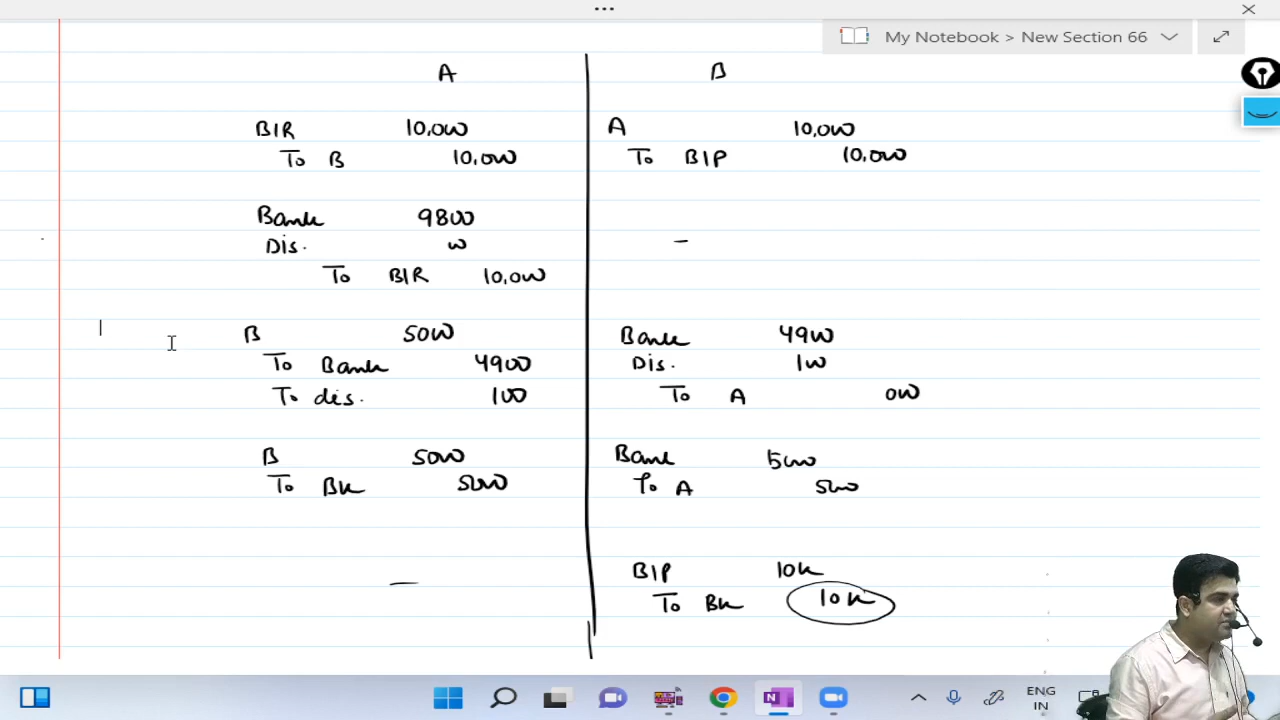 My Notebook > New Section 66
A
B/R 10,000
To B 10,000
Bank 9800
Dis.
To B/R 10,000
B 5000
To Bank 4900
To dis. 100
B 5000
To Bk 5000
B
A 10,000
To B/P 10,000
Bank 4900
Dis. 100
To A
Bank 5000
To A 5000
B/P 10k
To Bk 10k
ENG
IN